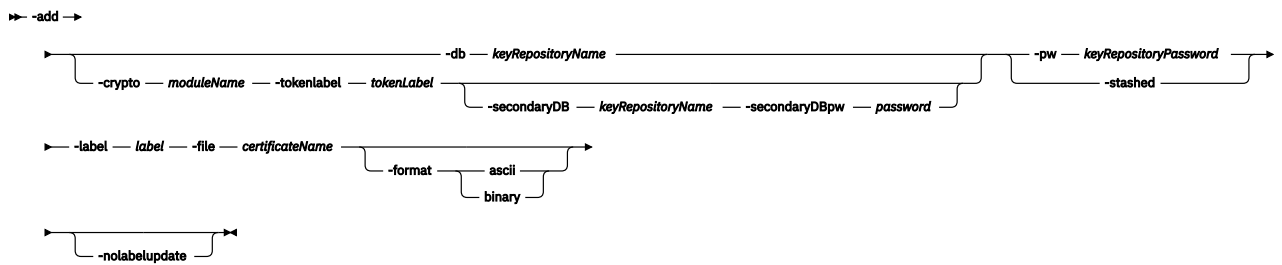 -add
-db keyRepositoryName -pw keyRepositoryPassword
-crypto moduleName -tokenlabel tokenLabel -stashed
-secondaryDB keyRepositoryName -secondaryDBpw password
-label label -file certificateName
-format ascii
binary
-nolabelupdate